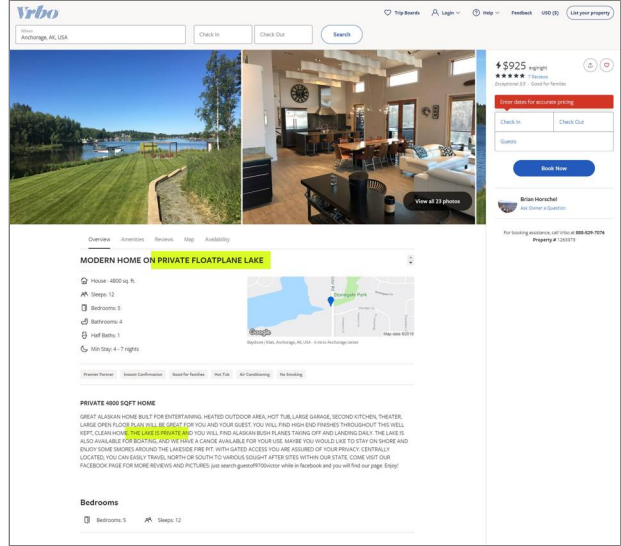 Vrbo
Trip Boards
Login
Help
Feedback
USD ($)
List your property
Where
Anchorage, AK, USA
Check In
Check Out
Search
View all 23 photos
$925 avg/night
7 Reviews
Exceptional 5/5 - Good for families
Enter dates for accurate pricing
Check In
Check Out
Guests
Book Now
Brian Horschel
Ask Owner a Question
For booking assistance, call Vrbo at 888-829-7076
Property # 1263073
Overview
Amenities
Reviews
Map
Availability
MODERN HOME ON PRIVATE FLOATPLANE LAKE
House · 4800 sq. ft.
Sleeps: 12
Bedrooms: 5
Bathrooms: 4
Half Baths: 1
Min Stay: 4 - 7 nights
Stonegate Park
Google
Map data ©2019
Bayshore / Klatt, Anchorage, AK, USA
Premier Partner
Instant Confirmation
Good for families
Hot Tub
Air Conditioning
No Smoking
PRIVATE 4800 SQFT HOME
GREAT ALASKAN HOME BUILT FOR ENTERTAINING. HEATED OUTDOOR AREA, HOT TUB, LARGE GARAGE, SECOND KITCHEN, THEATER,
LARGE OPEN FLOOR PLAN WILL BE GREAT FOR YOU AND YOUR GUEST. YOU WILL FIND HIGH END FINISHES THROUGHOUT THIS WELL
KEPT, CLEAN HOME. THE LAKE IS PRIVATE AND YOU WILL FIND ALASKAN BUSH PLANES TAKING OFF AND LANDING DAILY. THE LAKE IS
ALSO AVAILABLE FOR BOATING, AND WE HAVE A CANOE AVAILABLE FOR YOUR USE. MAYBE YOU WOULD LIKE TO STAY ON SHORE AND
ENJOY SOME SMORES AROUND THE LAKESIDE FIRE PIT. WITH GATED ACCESS YOU ARE ASSURED OF YOUR PRIVACY. CENTRALLY
LOCATED, YOU CAN EASILY TRAVEL NORTH OR SOUTH TO VARIOUS SOUGHT AFTER SITES WITHIN OUR STATE. COME VISIT OUR
FACEBOOK PAGE FOR MORE REVIEWS AND PICTURES: just search guestof9700victor while in facebook and you will find our page. Enjoy!
Bedrooms
Bedrooms: 5
Sleeps: 12